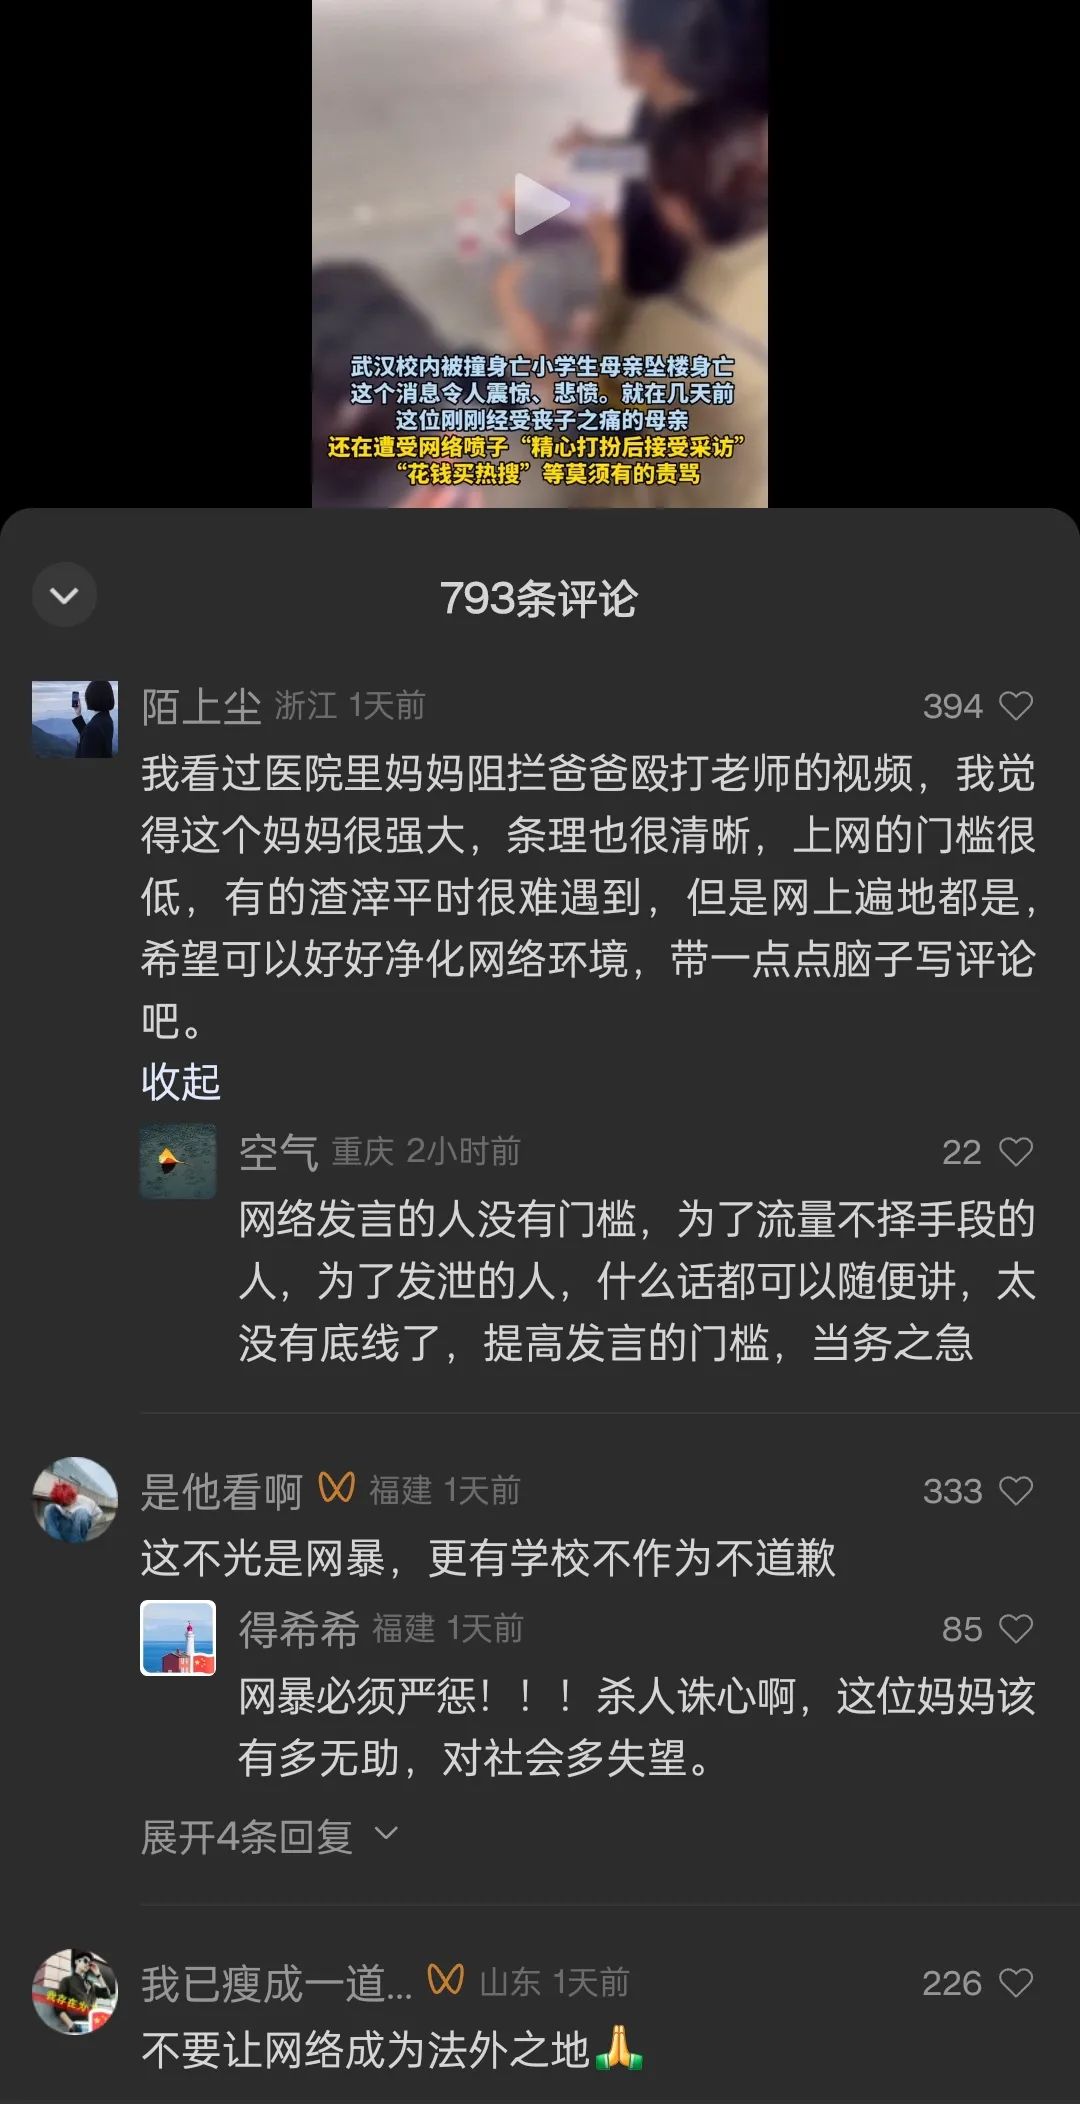 武汉校内被撞身亡小学生母亲坠楼身亡
这个消息令人震惊、悲愤。就在几天前
这位刚刚经受丧子之痛的母亲
还在遭受网络喷子“精心打扮后接受采访”
“花钱买热搜”等莫须有的责骂
793条评论
陌上尘 浙江 1天前 394
我看过医院里妈妈阻拦爸爸殴打老师的视频，我觉
得这个妈妈很强大，条理也很清晰，上网的门槛很
低，有的渣滓平时很难遇到，但是网上遍地都是，
希望可以好好净化网络环境，带一点点脑子写评论
吧。
收起
空气 重庆 2小时前 22
网络发言的人没有门槛，为了流量不择手段的
人，为了发泄的人，什么话都可以随便讲，太
没有底线了，提高发言的门槛，当务之急
是他看啊 福建 1天前 333
这不光是网暴，更有学校不作为不道歉
得希希 福建 1天前 85
网暴必须严惩！！！杀人诛心啊，这位妈妈该
有多无助，对社会多失望。
展开4条回复
我已瘦成一道... 山东 1天前 226
不要让网络成为法外之地🙏